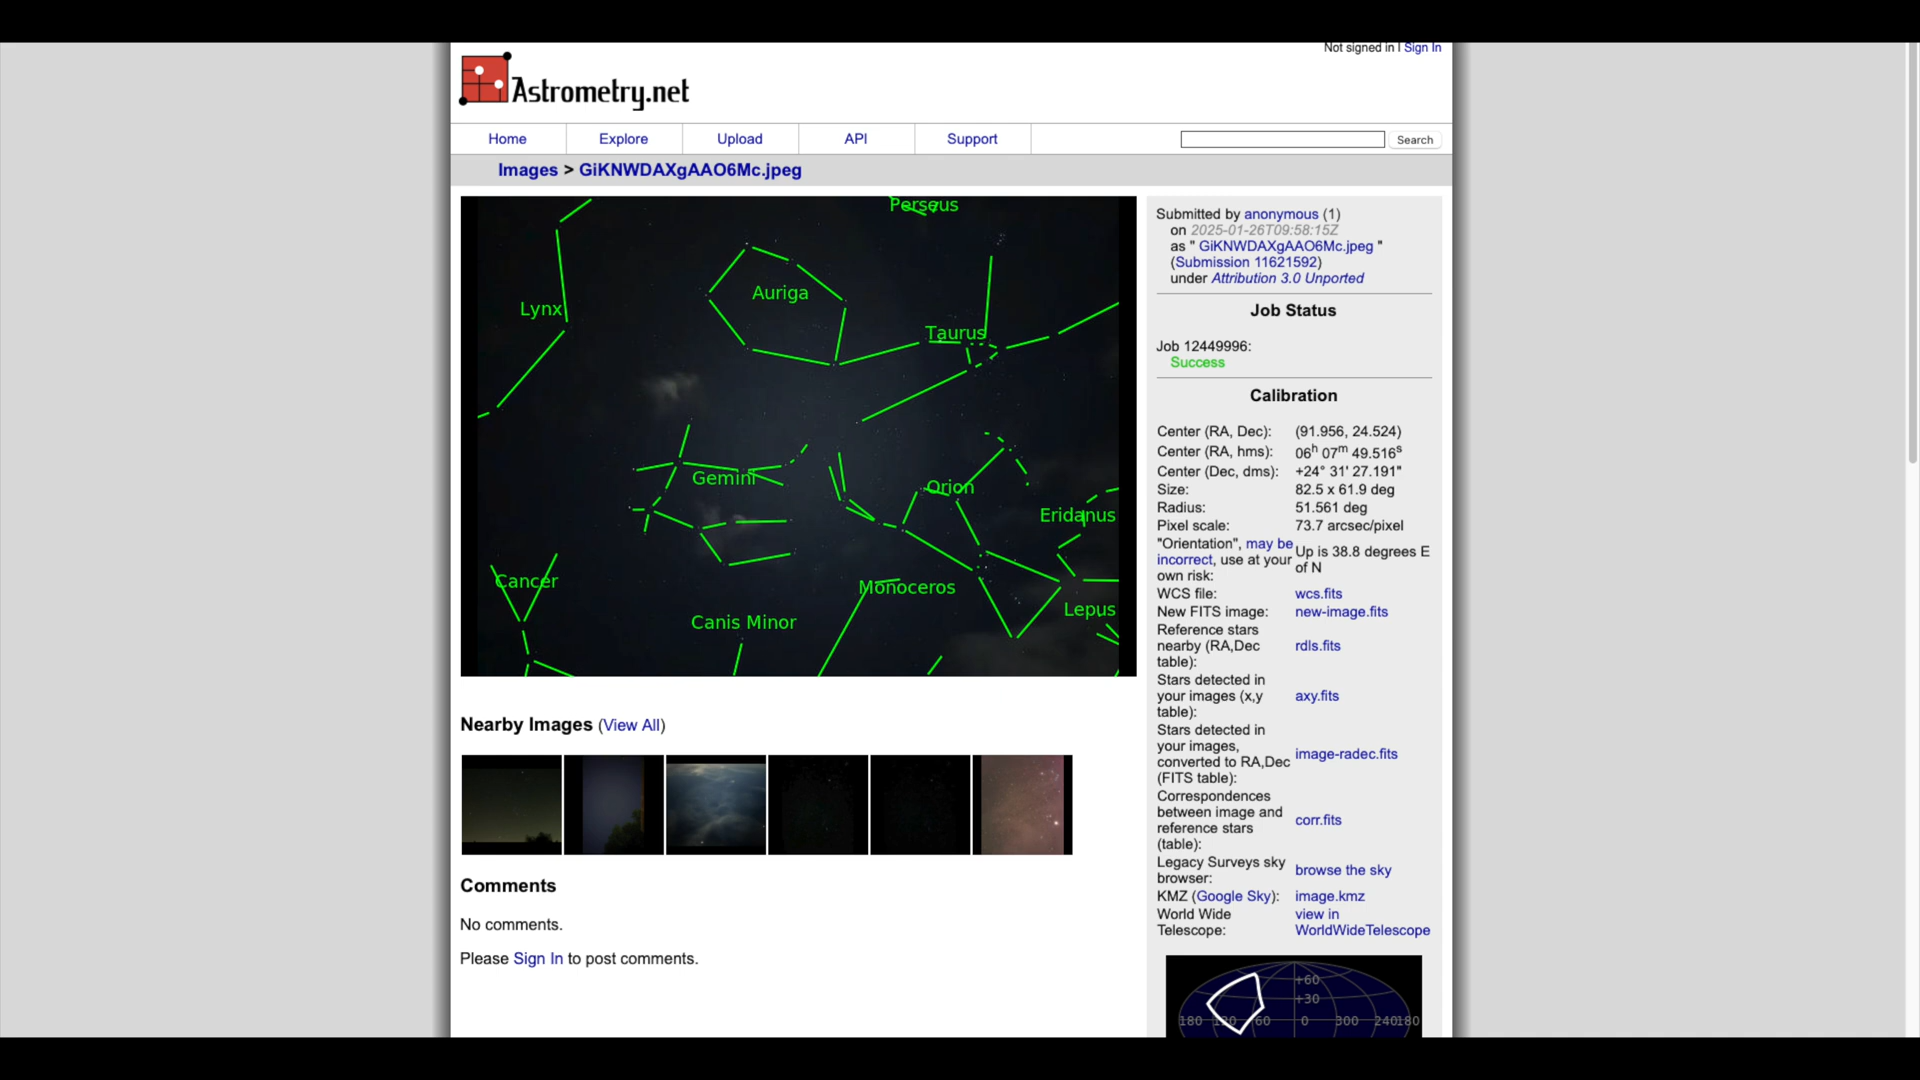 Not signed in | Sign In
Astrometry.net
Home Explore Upload API Support Search
Images > GiKNWDAXgAAO6Mc.jpeg
Perseus
Auriga
Lynx
Taurus
Gemini
Orion
Eridanus
Cancer
Monoceros
Lepus
Canis Minor
Submitted by anonymous (1)
on 2025-01-26T09:58:15Z
as " GiKNWDAXgAAO6Mc.jpeg "
(Submission 11621592)
under Attribution 3.0 Unported
Job Status
Job 12449996:
Success
Calibration
Center (RA, Dec): (91.956, 24.524)
Center (RA, hms): 06h 07m 49.516s
Center (Dec, dms): +24° 31' 27.191"
Size: 82.5 x 61.9 deg
Radius: 51.561 deg
Pixel scale: 73.7 arcsec/pixel
"Orientation", may be
incorrect, use at your
own risk:
Up is 38.8 degrees E
of N
WCS file: wcs.fits
New FITS image: new-image.fits
Reference stars
nearby (RA,Dec
table):
rdls.fits
Stars detected in
your images (x,y
table):
axy.fits
Stars detected in
your images,
converted to RA,Dec
(FITS table):
image-radec.fits
Correspondences
between image and
reference stars
(table):
corr.fits
Legacy Surveys sky
browser:
browse the sky
KMZ (Google Sky): image.kmz
World Wide
Telescope:
view in
WorldWideTelescope
+60
+30
180 60 0 300 240 180
Nearby Images (View All)
Comments
No comments.
Please Sign In to post comments.